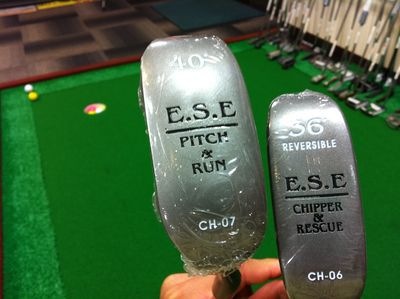 40°
E.S.E
PITCH
&
RUN
CH-07
36°
REVERSIBLE
E.S.E
CHIPPER
&
RESCUE
CH-06